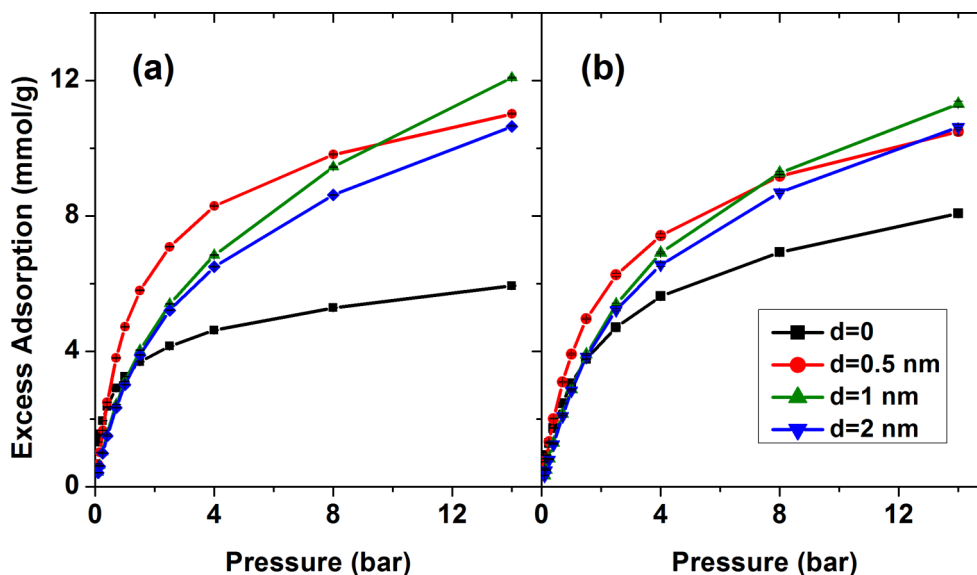 (a)
(b)
Excess Adsorption (mmol/g)
12
8
4
0
d=0
d=0.5 nm
d=1 nm
d=2 nm
0 4 8 12
0 4 8 12
Pressure (bar)
Pressure (bar)